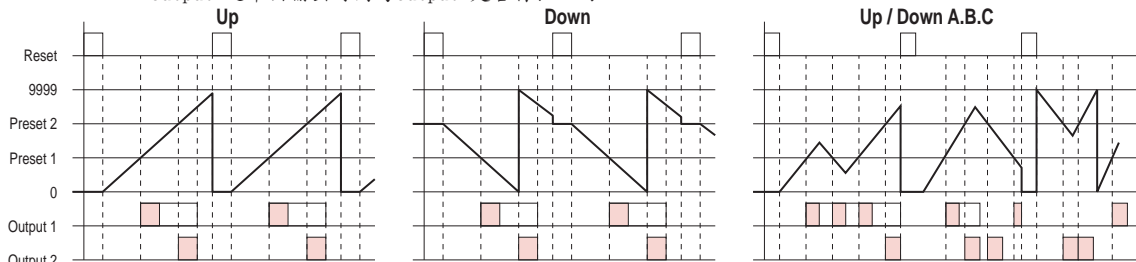 Up
Down
Up / Down A.B.C
Reset
9999
Preset 2
Preset 1
0
Output 1
Output 2